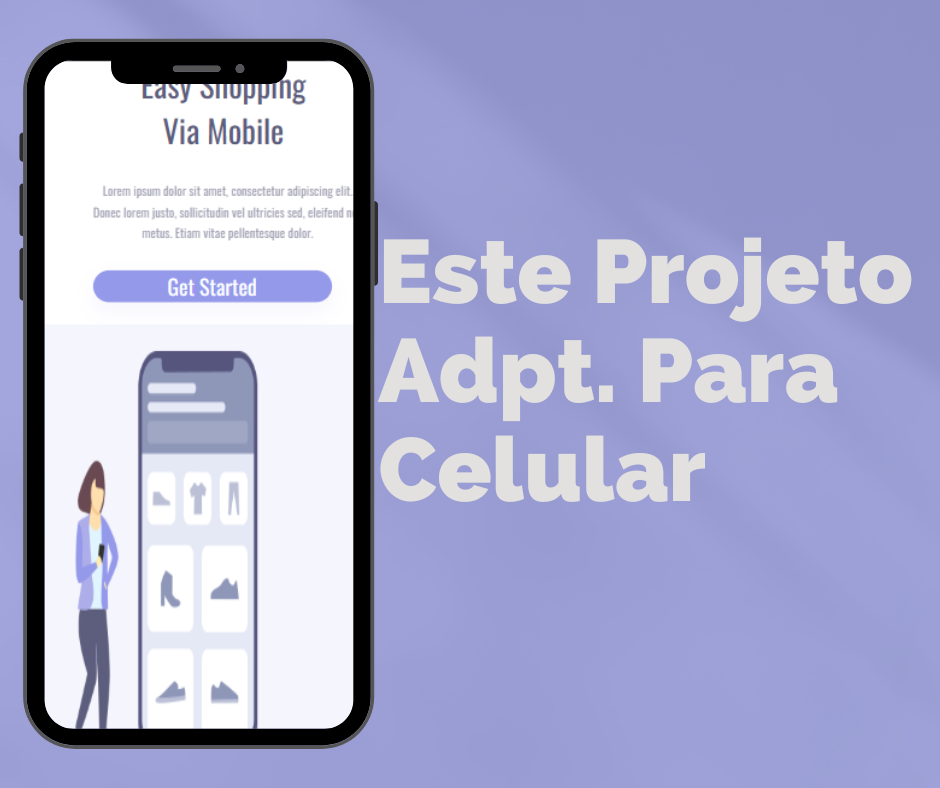 Easy Shopping
Via Mobile
Lorem ipsum dolor sit amet, consectetur adipiscing elit.
Donec lorem justo, sollicitudin vel ultricies sed, eleifend
metus. Etiam vitae pellentesque dolor.
Get Started
Este Projeto
Adpt. Para
Celular